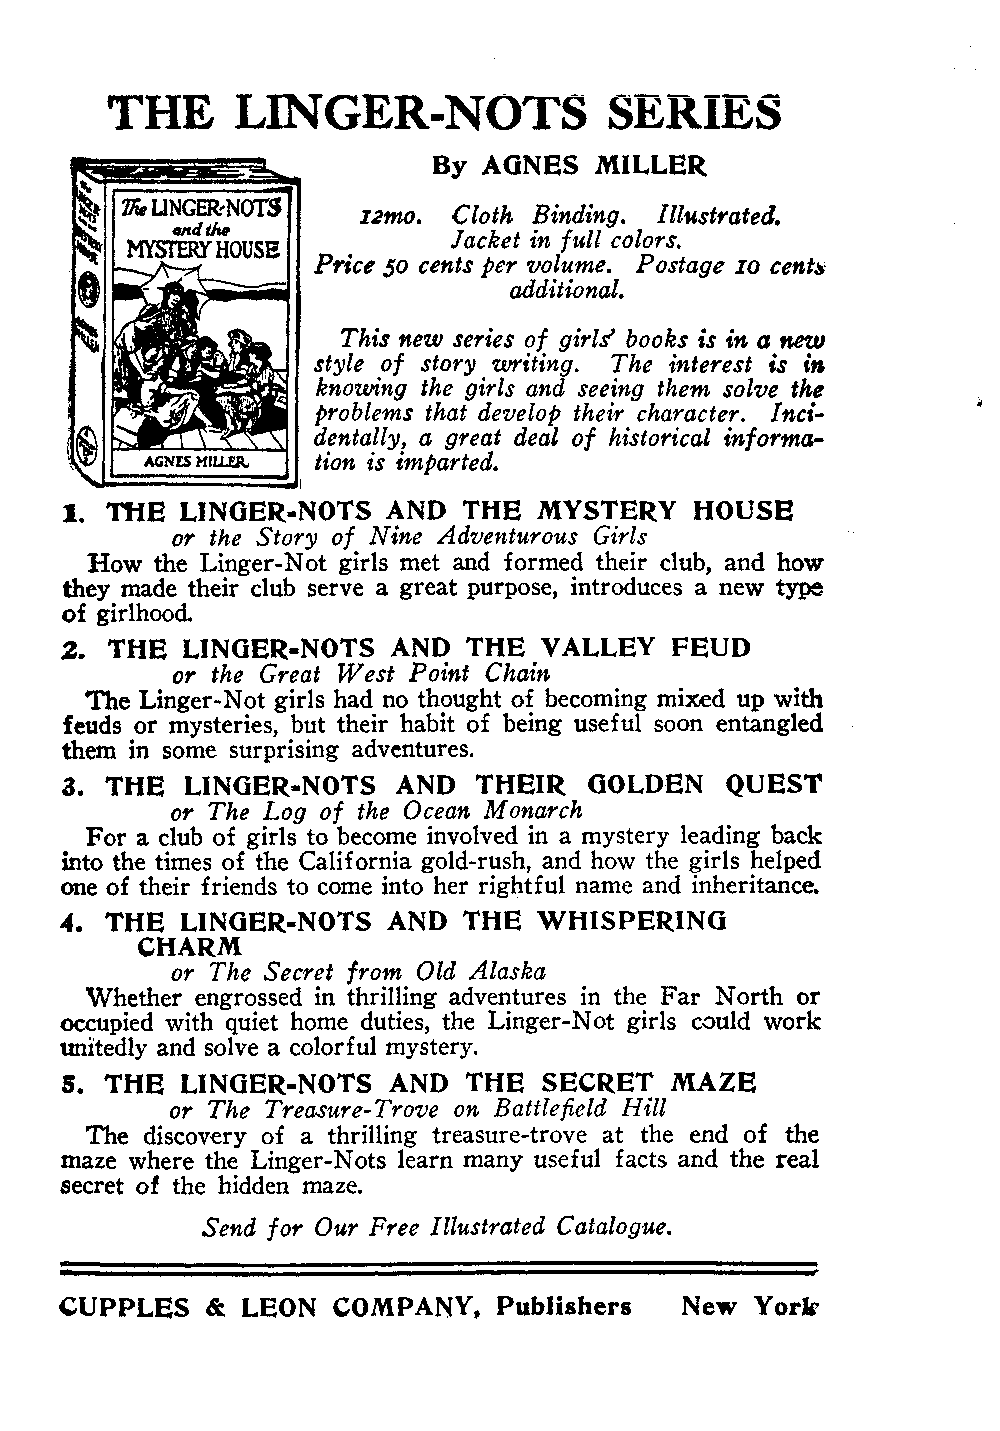 THE LINGER-NOTS SERIES
By AGNES MILLER
The LINGER-NOTS
and the
MYSTERY HOUSE
AGNES MILLER
12mo. Cloth Binding. Illustrated.
Jacket in full colors.
Price 50 cents per volume. Postage 10 cents
additional.
This new series of girls' books is in a new
style of story writing. The interest is in
knowing the girls and seeing them solve the
problems that develop their character. Inci-
dentally, a great deal of historical informa-
tion is imparted.
1. THE LINGER-NOTS AND THE MYSTERY HOUSE
or the Story of Nine Adventurous Girls
How the Linger-Not girls met and formed their club, and how
they made their club serve a great purpose, introduces a new type
of girlhood.
2. THE LINGER-NOTS AND THE VALLEY FEUD
or the Great West Point Chain
The Linger-Not girls had no thought of becoming mixed up with
feuds or mysteries, but their habit of being useful soon entangled
them in some surprising adventures.
3. THE LINGER-NOTS AND THEIR GOLDEN QUEST
or The Log of the Ocean Monarch
For a club of girls to become involved in a mystery leading back
into the times of the California gold-rush, and how the girls helped
one of their friends to come into her rightful name and inheritance.
4. THE LINGER-NOTS AND THE WHISPERING
CHARM
or The Secret from Old Alaska
Whether engrossed in thrilling adventures in the Far North or
occupied with quiet home duties, the Linger-Not girls could work
unitedly and solve a colorful mystery.
5. THE LINGER-NOTS AND THE SECRET MAZE
or The Treasure-Trove on Battlefield Hill
The discovery of a thrilling treasure-trove at the end of the
maze where the Linger-Nots learn many useful facts and the real
secret of the hidden maze.
Send for Our Free Illustrated Catalogue.
CUPPLES & LEON COMPANY, Publishers New York